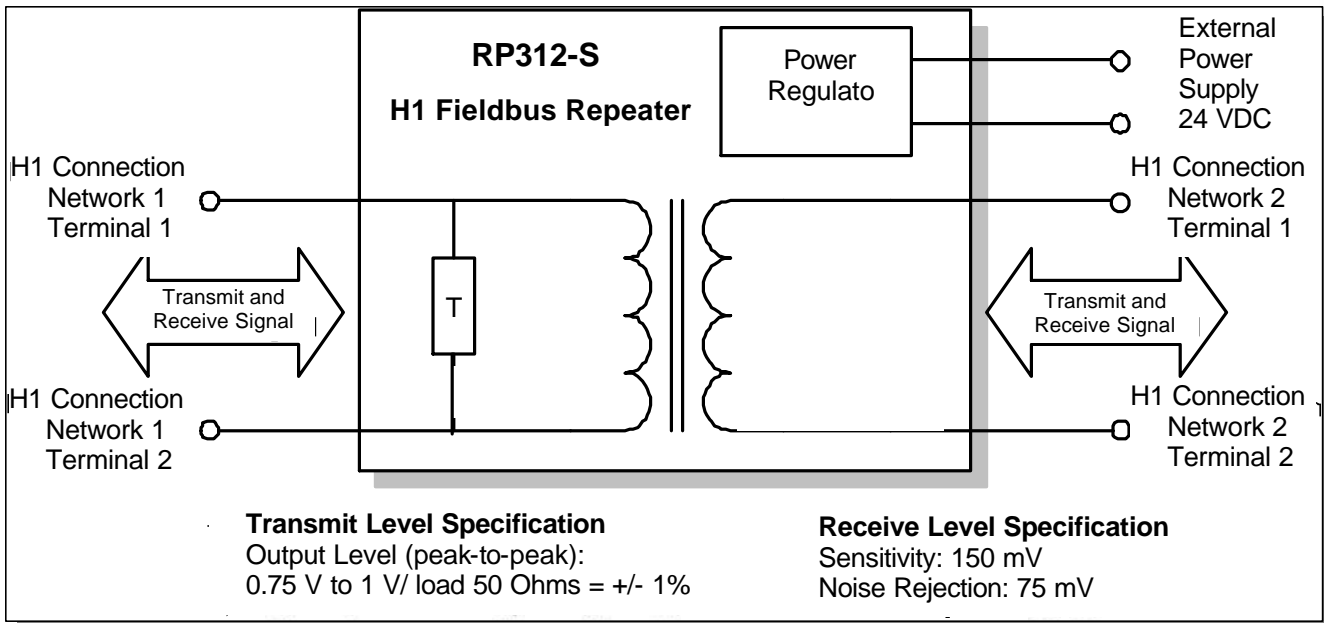 RP312-S
H1 Fieldbus Repeater
Power
Regulato
External
Power
Supply
24 VDC
H1 Connection
Network 1
Terminal 1
H1 Connection
Network 2
Terminal 1
Transmit and
Receive Signal
T
Transmit and
Receive Signal
H1 Connection
Network 1
Terminal 2
H1 Connection
Network 2
Terminal 2
Transmit Level Specification
Output Level (peak-to-peak):
0.75 V to 1 V/ load 50 Ohms = +/- 1%
Receive Level Specification
Sensitivity: 150 mV
Noise Rejection: 75 mV